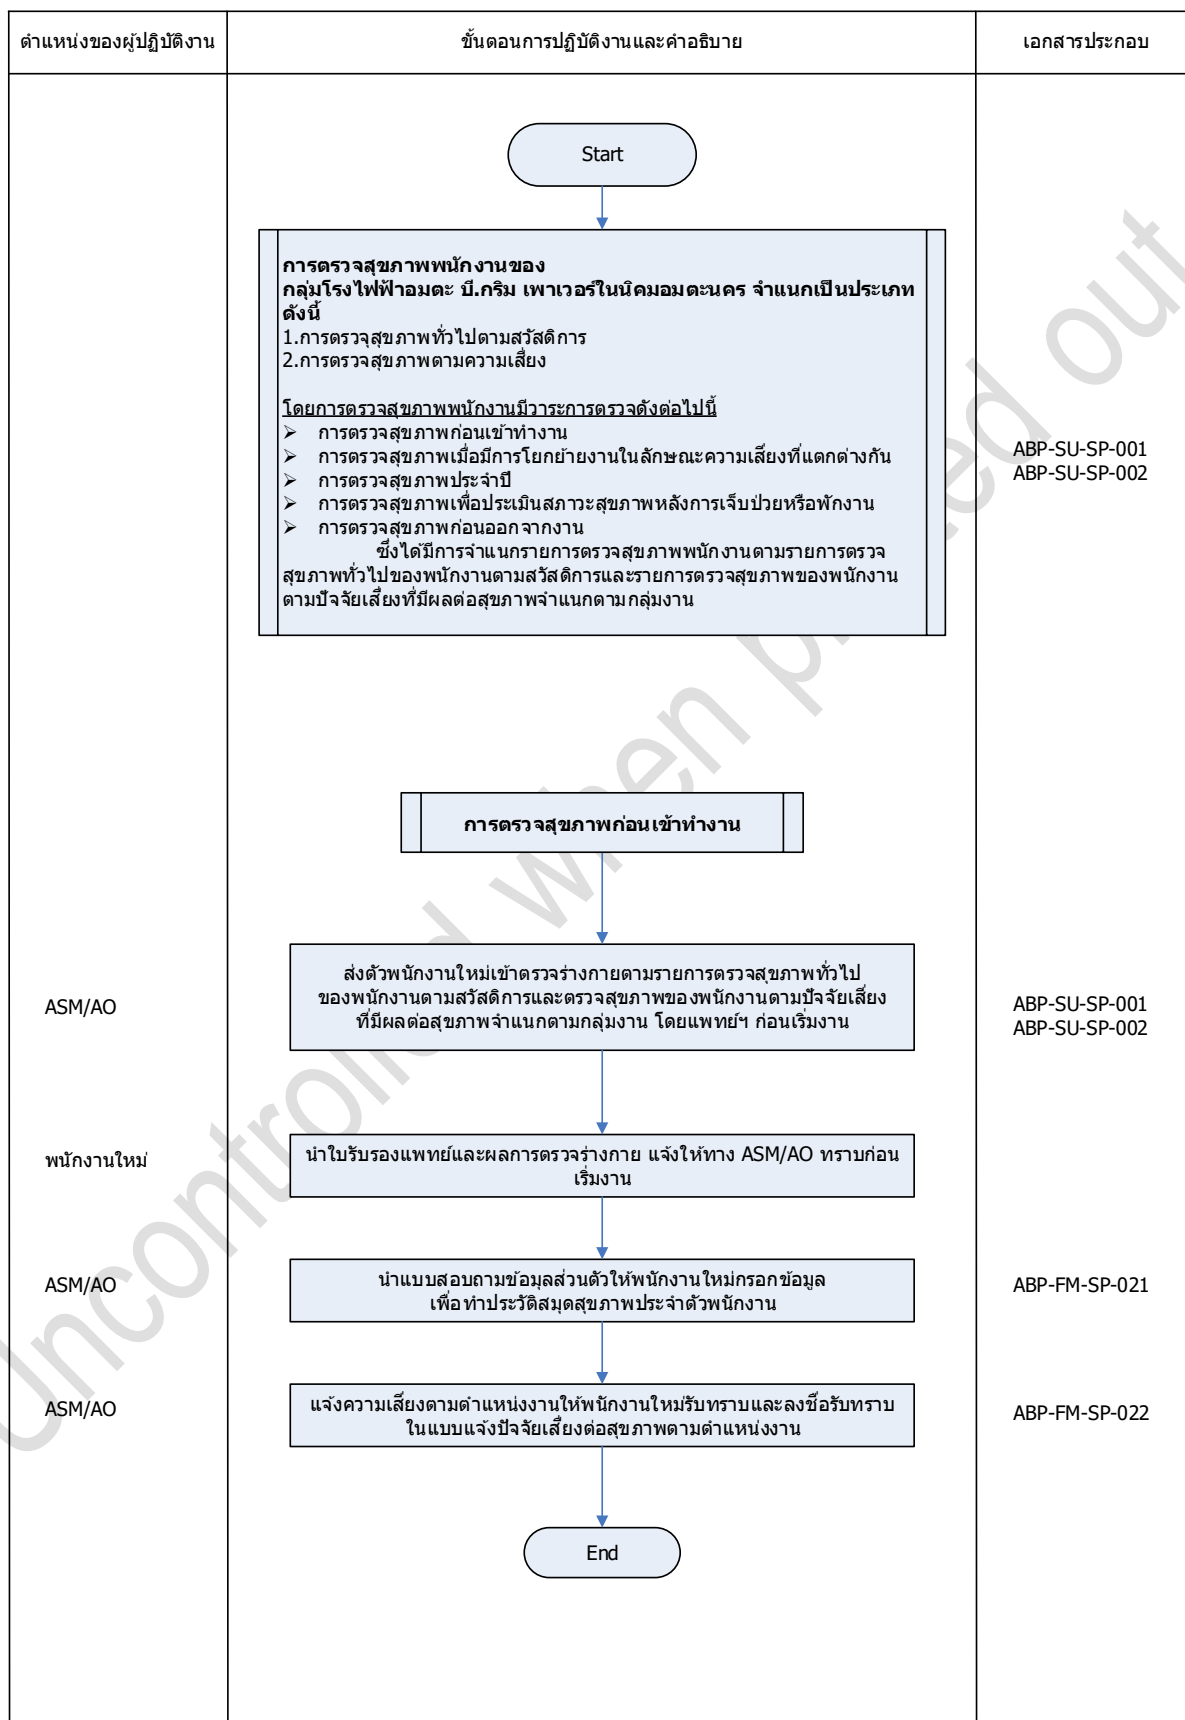 ตำแหน่งของผู้ปฏิบัติงาน
ขั้นตอนการปฏิบัติงานและคำอธิบาย
เอกสารประกอบ
Start
การตรวจสุขภาพพนักงานของ
กลุ่มโรงไฟฟ้าอมตะ บี.กริม เพาเวอร์ในนิคมอมตะนคร จำแนกเป็นประเภท
ดังนี้
1.การตรวจสุขภาพทั่วไปตามสวัสดิการ
2.การตรวจสุขภาพตามความเสี่ยง
โดยการตรวจสุขภาพพนักงานมีวาระการตรวจดังต่อไปนี้
➢ การตรวจสุขภาพก่อนเข้าทำงาน
➢ การตรวจสุขภาพเมื่อมีการโยกย้ายงานในลักษณะความเสี่ยงที่แตกต่างกัน
➢ การตรวจสุขภาพประจำปี
➢ การตรวจสุขภาพเพื่อประเมินสภาวะสุขภาพหลังการเจ็บป่วยหรือพักงาน
➢ การตรวจสุขภาพก่อนออกจากงาน
ซึ่งได้มีการจำแนกรายการตรวจสุขภาพพนักงานตามรายการตรวจ
สุขภาพทั่วไปของพนักงานตามสวัสดิการและรายการตรวจสุขภาพของพนักงาน
ตามปัจจัยเสี่ยงที่มีผลต่อสุขภาพจำแนกตามกลุ่มงาน
ABP-SU-SP-001
ABP-SU-SP-002
การตรวจสุขภาพก่อนเข้าทำงาน
ASM/AO
ส่งตัวพนักงานใหม่เข้าตรวจร่างกายตามรายการตรวจสุขภาพทั่วไป
ของพนักงานตามสวัสดิการและตรวจสุขภาพของพนักงานตามปัจจัยเสี่ยง
ที่มีผลต่อสุขภาพจำแนกตามกลุ่มงาน โดยแพทย์ฯ ก่อนเริ่มงาน
ABP-SU-SP-001
ABP-SU-SP-002
พนักงานใหม่
นำใบรับรองแพทย์และผลการตรวจร่างกาย แจ้งให้ทาง ASM/AO ทราบก่อน
เริ่มงาน
ASM/AO
นำแบบสอบถามข้อมูลส่วนตัวให้พนักงานใหม่กรอกข้อมูล
เพื่อทำประวัติสมุดสุขภาพประจำตัวพนักงาน
ABP-FM-SP-021
ASM/AO
แจ้งความเสี่ยงตามตำแหน่งงานให้พนักงานใหม่รับทราบและลงชื่อรับทราบ
ในแบบแจ้งปัจจัยเสี่ยงต่อสุขภาพตามตำแหน่งงาน
ABP-FM-SP-022
End
Uncontrolled when printed out